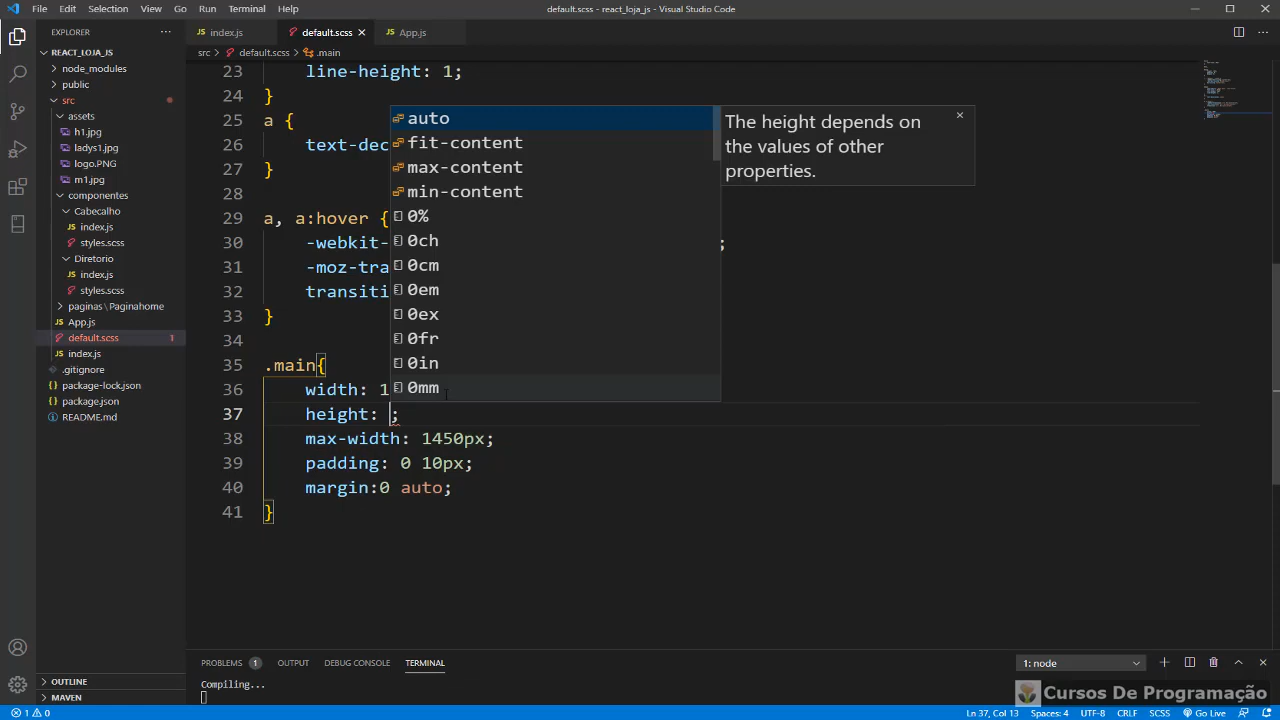 File Edit Selection View Go Run Terminal Help
default.scss - react_loja_js - Visual Studio Code
EXPLORER
REACT_LOJA_JS
node_modules
public
src
assets
h1.jpg
ladys1.jpg
logo.PNG
m1.jpg
componentes
Cabecalho
index.js
styles.scss
Diretorio
index.js
styles.scss
paginas\Paginahome
App.js
default.scss 1
index.js
.gitignore
package-lock.json
package.json
README.md
OUTLINE
MAVEN
index.js default.scss App.js
src > default.scss > .main
23 line-height: 1;
24 }
25 a {
26 text-dec
27 }
28
29 a, a:hover {
30 -webkit- ;
31 -moz-tra
32 transiti
33 }
34
35 .main{
36 width: 1
37 height: ;
38 max-width: 1450px;
39 padding: 0 10px;
40 margin:0 auto;
41 }
auto
fit-content
max-content
min-content
0%
0ch
0cm
0em
0ex
0fr
0in
0mm
The height depends on
the values of other
properties.
PROBLEMS 1 OUTPUT DEBUG CONSOLE TERMINAL
1: node
Compiling...
Cursos De Programação
1 0
Ln 37, Col 13 Spaces: 4 UTF-8 CRLF SCSS Go Live